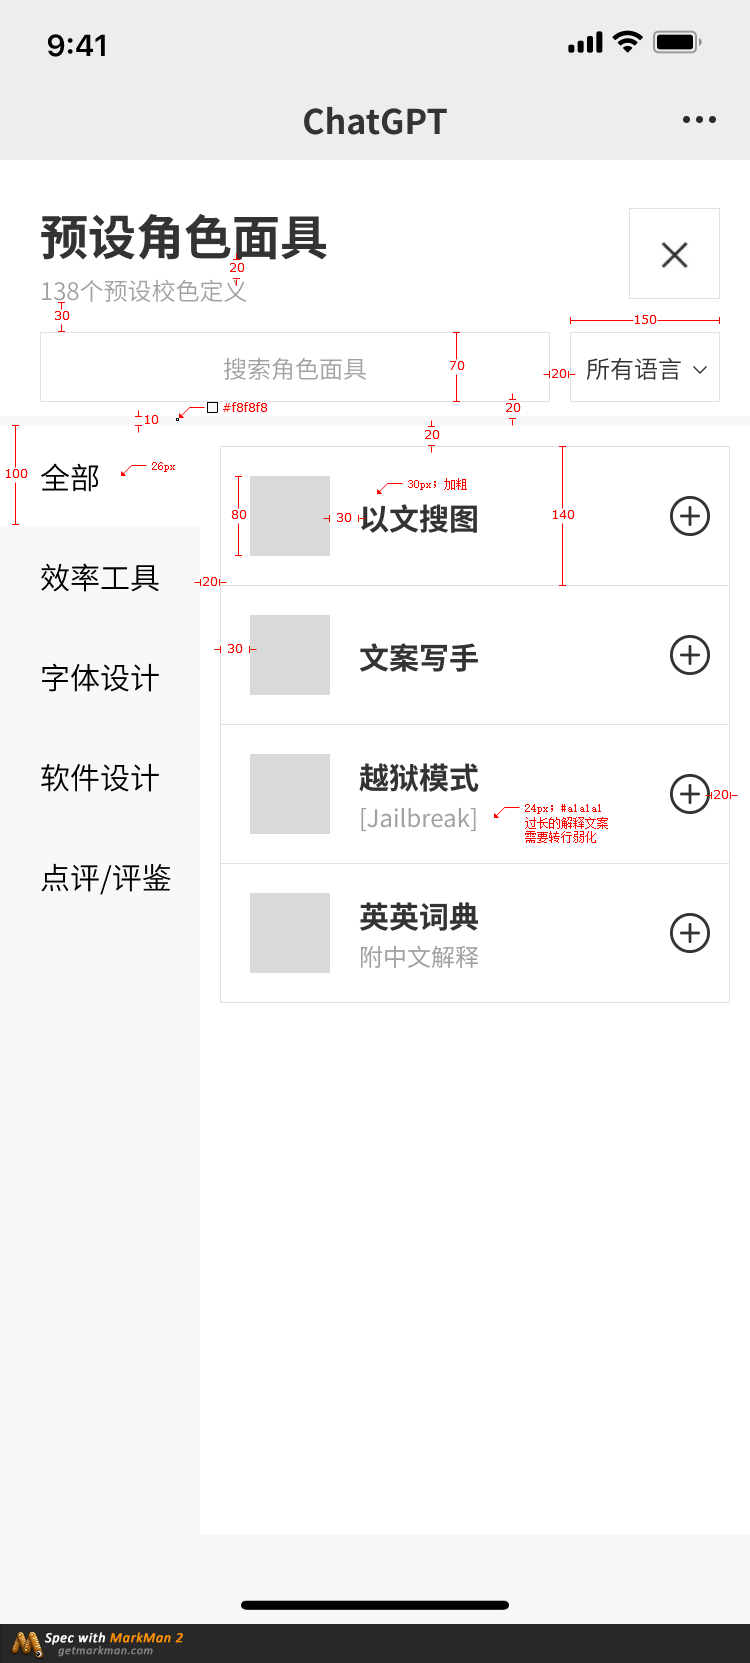 9:41
ChatGPT
预设角色面具
20
138个预设校色定义
30
150
搜索角色面具
70
20
所有语言
10
#f8f8f8
20
20
100
全部
26px
80
30
30px；加粗
以文搜图
140
效率工具
20
30
文案写手
字体设计
软件设计
越狱模式
[Jailbreak]
24px；#a1a1a1
过长的解释文案
需要转行弱化
20
点评/评鉴
英英词典
附中文解释
Spec with MarkMan 2
getmarkman.com